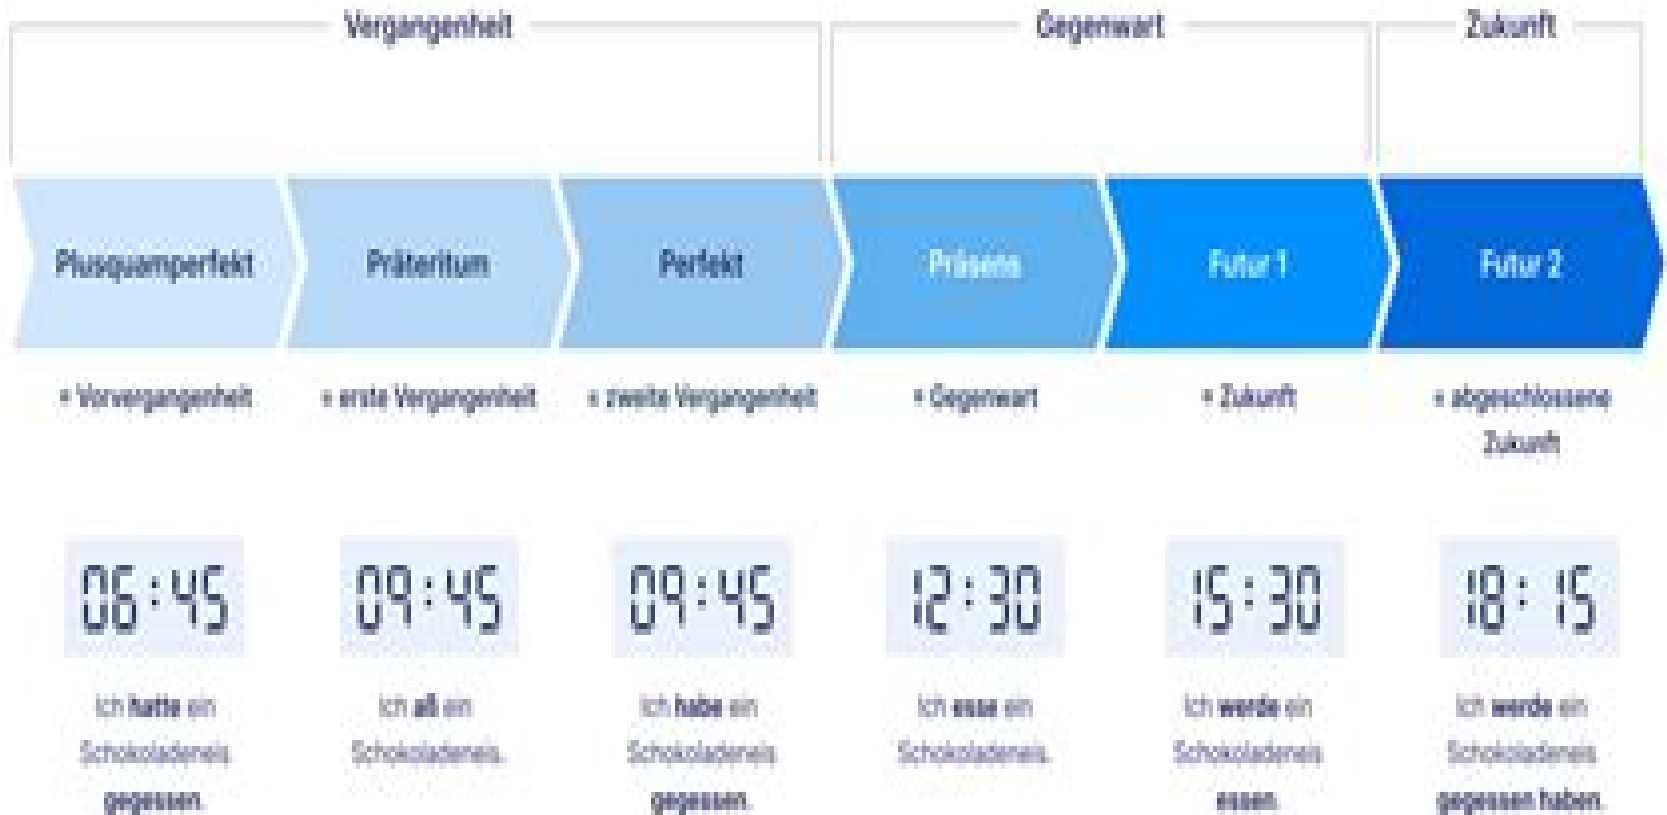 Vergangenheit
Gegenwart
Zukunft
Plusquamperfekt
Präteritum
Perfekt
Präsens
Futur 1
Futur 2
= Vorvergangenheit
= erste Vergangenheit
= zweite Vergangenheit
= Gegenwart
= Zukunft
= abgeschlossene
Zukunft
06:45
09:45
09:45
12:30
15:30
18:15
Ich hatte ein
Schokoladeneis
gegessen.
Ich aß ein
Schokoladeneis.
Ich habe ein
Schokoladeneis
gegessen.
Ich esse ein
Schokoladeneis.
Ich werde ein
Schokoladeneis
essen.
Ich werde ein
Schokoladeneis
gegessen haben.